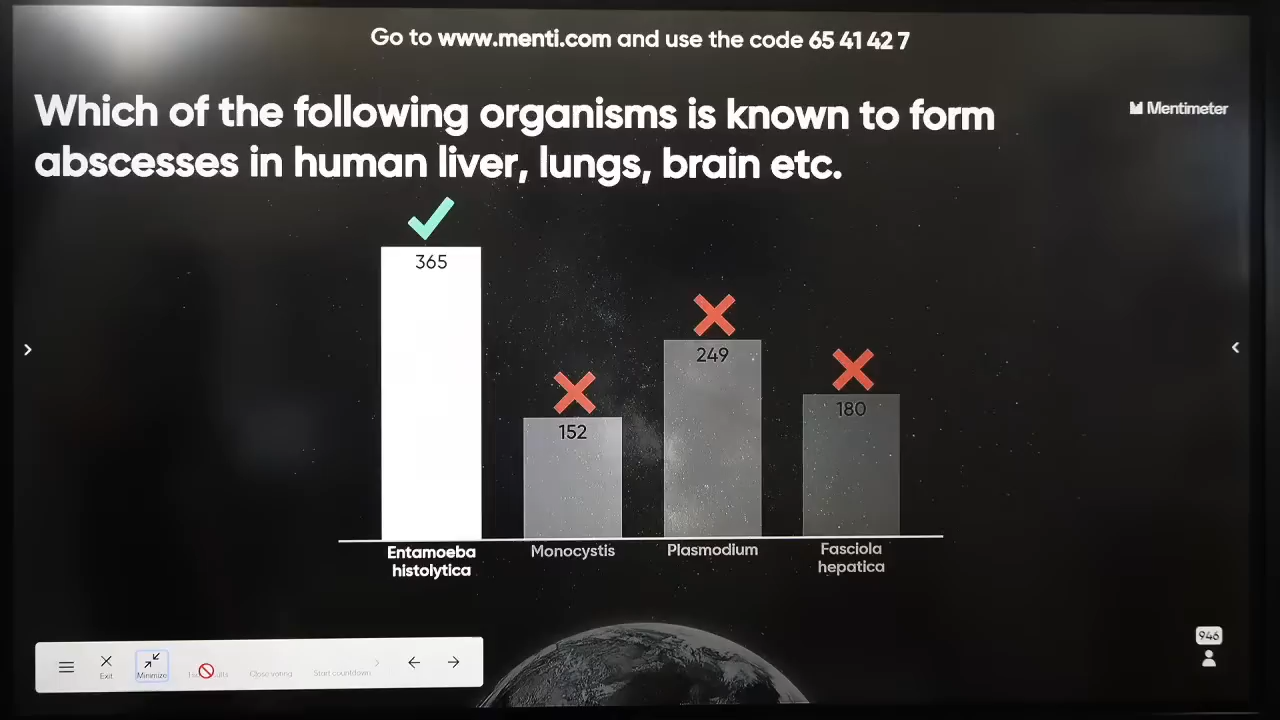 Go to www.menti.com and use the code 65 41 42 7
Which of the following organisms is known to form
abscesses in human liver, lungs, brain etc.
Mentimeter
365
152
249
180
Entamoeba
histolytica
Monocystis
Plasmodium
Fasciola
hepatica
946
Exit
Minimize
Close voting
Start countdown